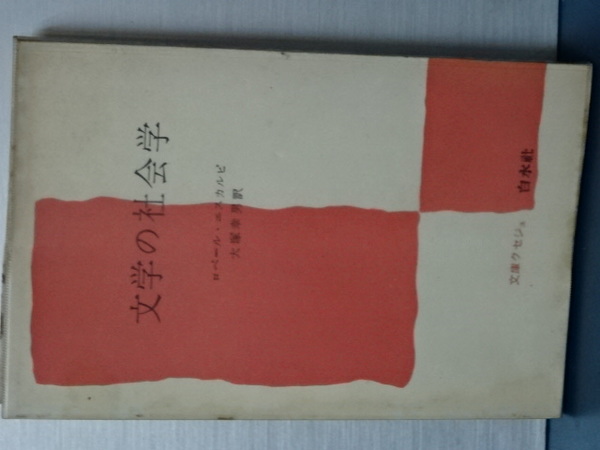 文学の社会学
ロベール・エスカルピ
大塚幸男訳
文庫クセジュ
白水社